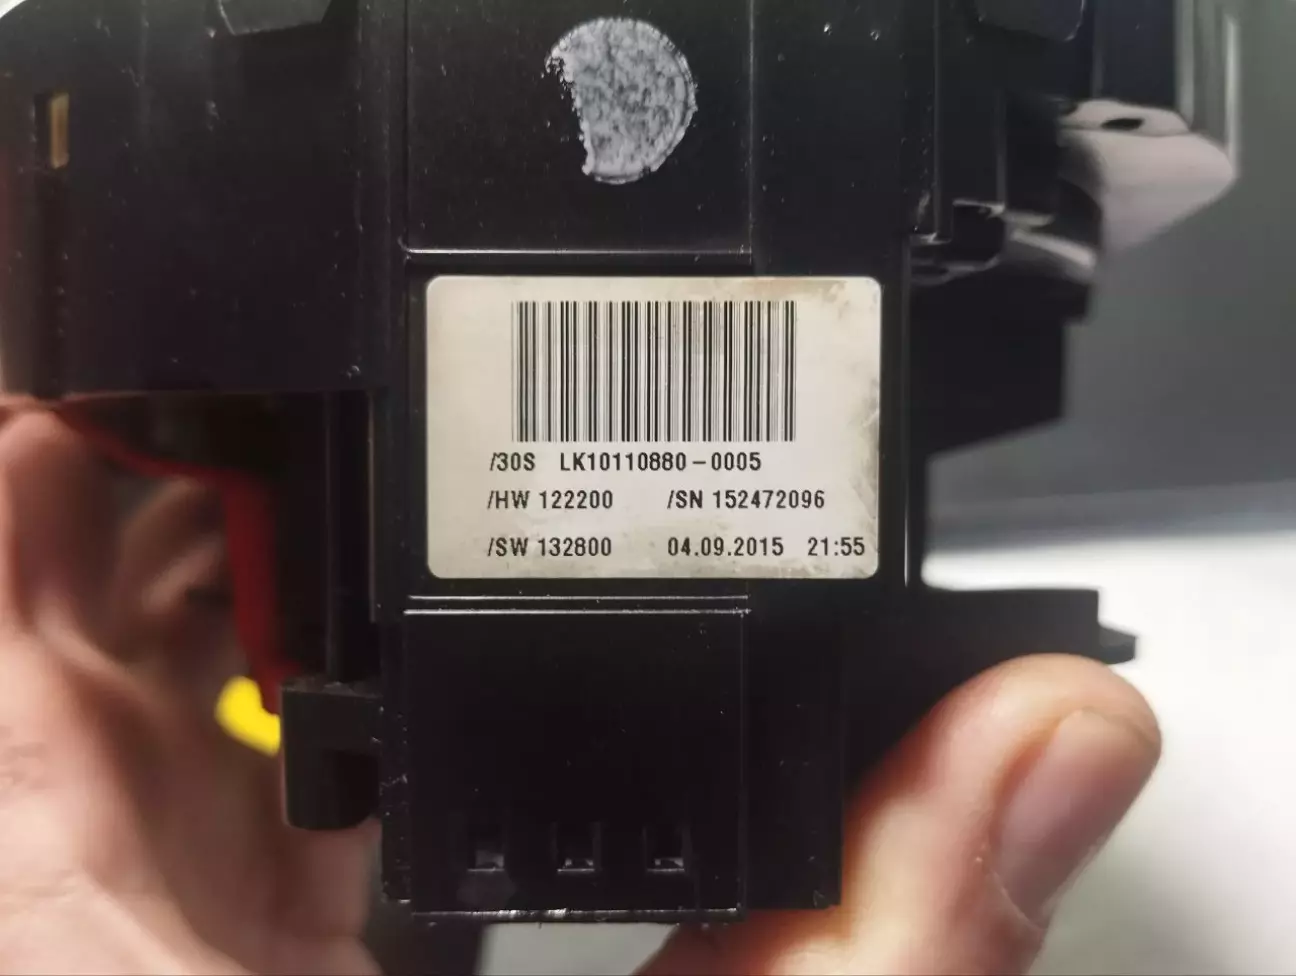 /30S LK10110880-0005
/HW 122200 /SN 152472096
/SW 132800 04.09.2015 21:55